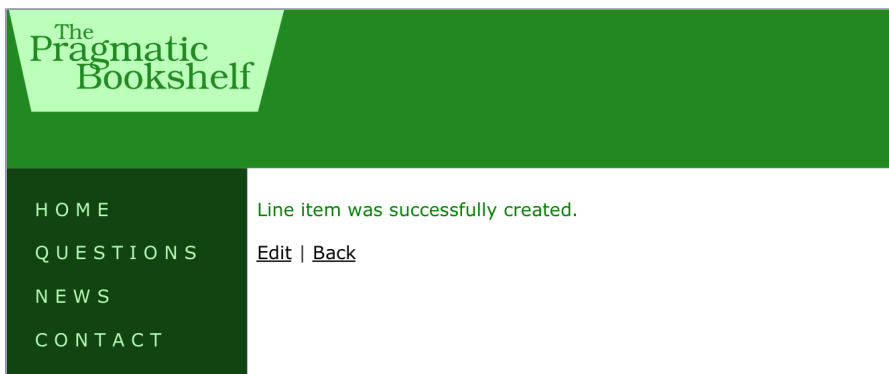 The
Pragmatic
Bookshelf
HOME
QUESTIONS
NEWS
CONTACT
Line item was successfully created.
Edit | Back